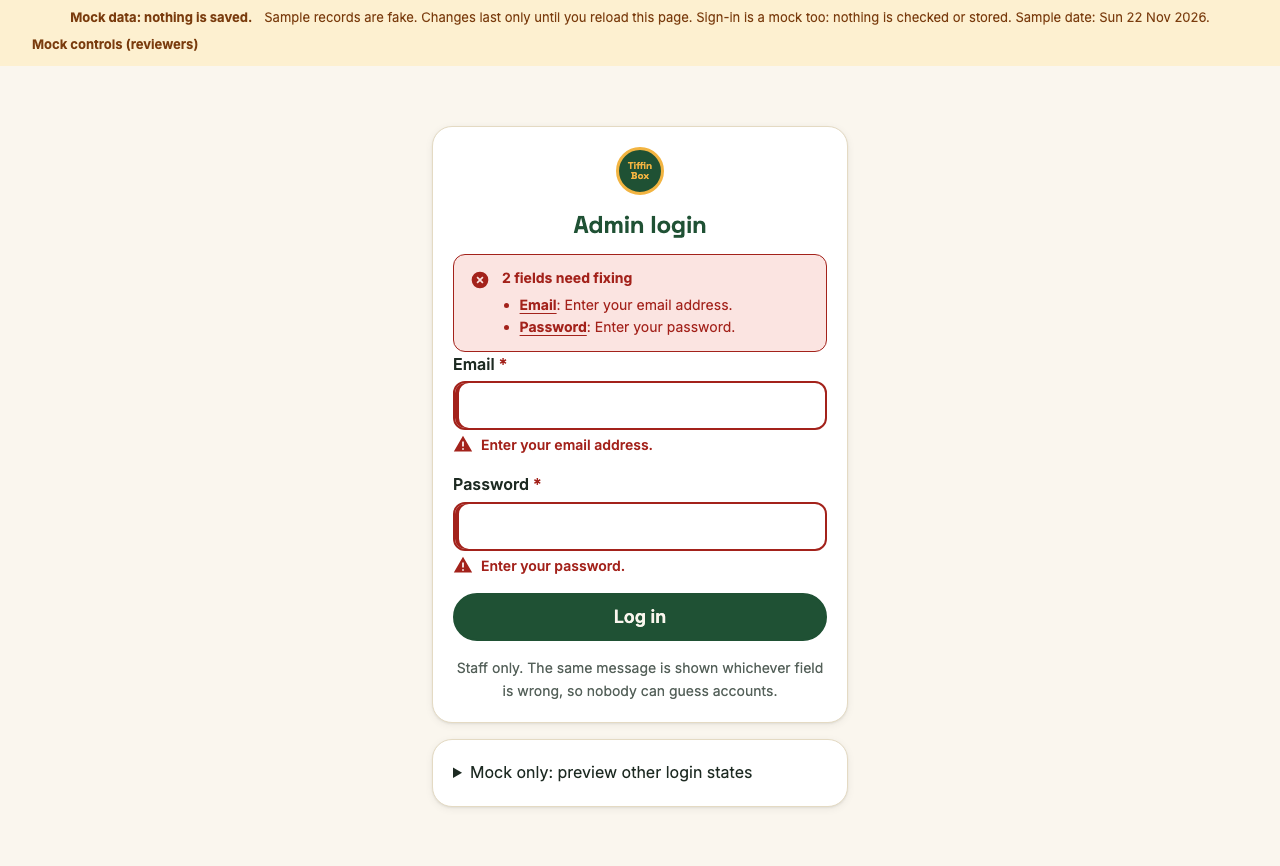 Mock data: nothing is saved. Sample records are fake. Changes last only until you reload this page. Sign-in is a mock too: nothing is checked or stored. Sample date: Sun 22 Nov 2026.
Mock controls (reviewers)
Tiffin
Box
Admin login
2 fields need fixing
• Email: Enter your email address.
• Password: Enter your password.
Email *
Enter your email address.
Password *
Enter your password.
Log in
Staff only. The same message is shown whichever field
is wrong, so nobody can guess accounts.
Mock only: preview other login states